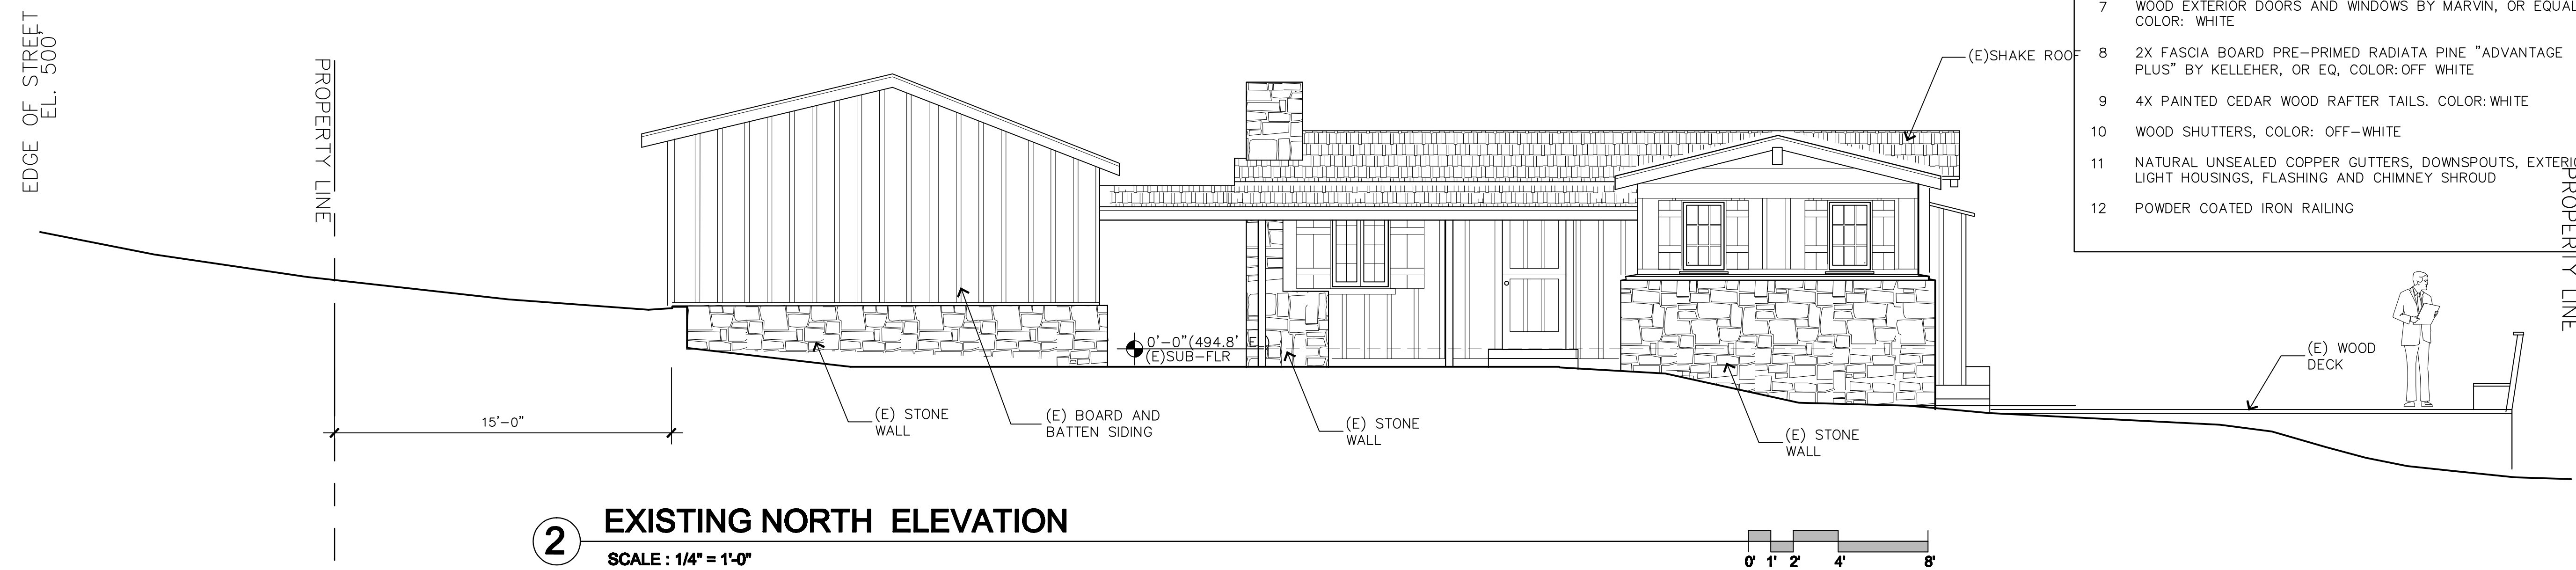 EDGE OF STREET
EL. 500'
PROPERTY LINE
(E)SHAKE ROOF
7 WOOD EXTERIOR DOORS AND WINDOWS BY MARVIN, OR EQUAL
COLOR: WHITE
8 2X FASCIA BOARD PRE-PRIMED RADIATA PINE "ADVANTAGE
PLUS" BY KELLEHER, OR EQ, COLOR:OFF WHITE
9 4X PAINTED CEDAR WOOD RAFTER TAILS. COLOR:WHITE
10 WOOD SHUTTERS, COLOR: OFF-WHITE
11 NATURAL UNSEALED COPPER GUTTERS, DOWNSPOUTS,
LIGHT HOUSINGS, FLASHING AND CHIMNEY SHROUD
12 POWDER COATED IRON RAILING
PROPERTY LINE
0'-0"(494.8' EL)
(E)SUB-FLR
(E) WOOD
DECK
15'-0"
(E) STONE
WALL
(E) BOARD AND
BATTEN SIDING
(E) STONE
WALL
(E) STONE
WALL
2
EXISTING NORTH ELEVATION
SCALE : 1/4" = 1'-0"
0' 1' 2' 4' 8'